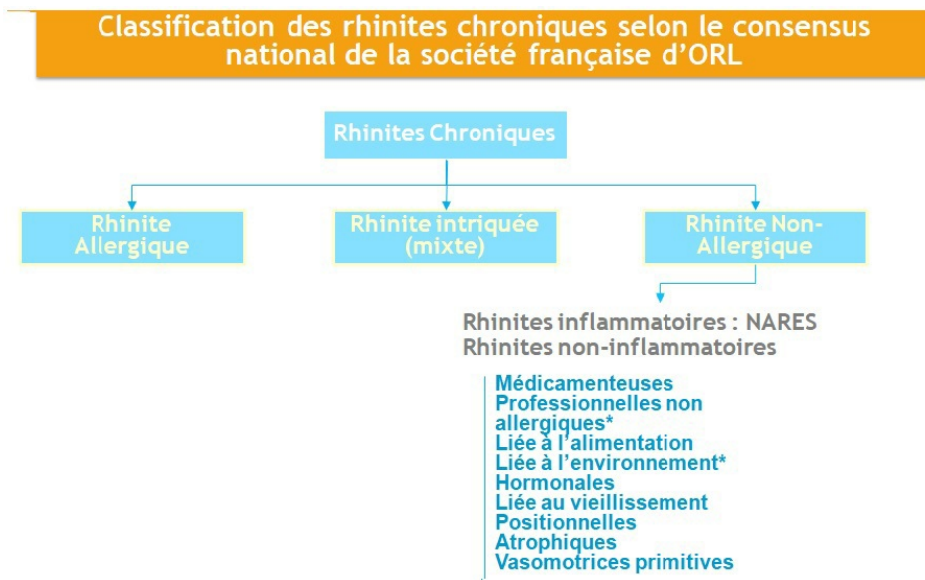 Classification des rhinites chroniques selon le consensus
national de la société française d'ORL
Rhinites Chroniques
Rhinite
Allergique
Rhinite intriquée
(mixte)
Rhinite Non-
Allergique
Rhinites inflammatoires : NARES
Rhinites non-inflammatoires
Médicamenteuses
Professionnelles non
allergiques*
Liée à l'alimentation
Liée à l'environnement*
Hormonales
Liée au vieillissement
Positionnelles
Atrophiques
Vasomotrices primitives